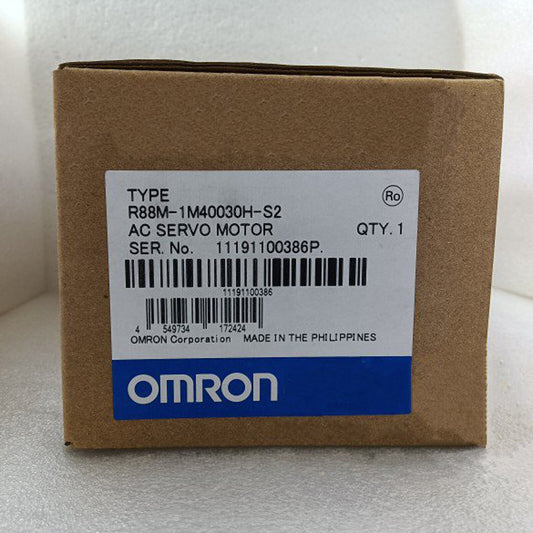 TYPE
Ro
R88M-1M40030H-S2
AC SERVO MOTOR QTY. 1
SER. No. 11191100386P.
11191100386
4 549734 172424
OMRON Corporation MADE IN THE PHILIPPINES
OMRON